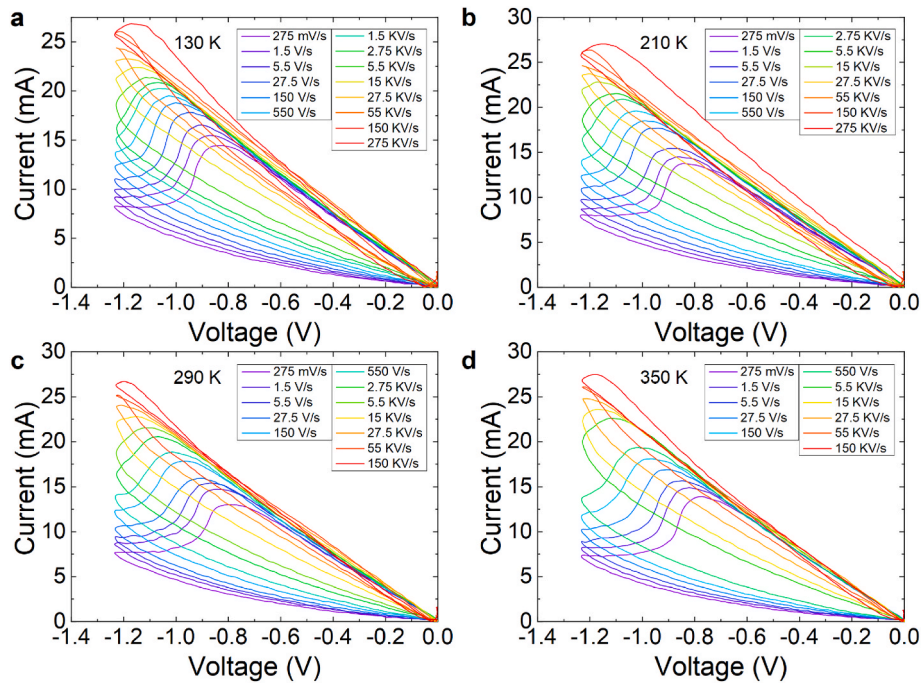 a
130 K
275 mV/s
1.5 V/s
5.5 V/s
27.5 V/s
150 V/s
550 V/s
1.5 KV/s
2.75 KV/s
5.5 KV/s
15 KV/s
27.5 KV/s
55 KV/s
150 KV/s
275 KV/s
Current (mA)
25
20
15
10
5
0
-1.4
-1.2
-1.0
-0.8
-0.6
-0.4
-0.2
0.0
Voltage (V)
b
210 K
275 mV/s
1.5 V/s
5.5 V/s
27.5 V/s
150 V/s
550 V/s
2.75 KV/s
5.5 KV/s
15 KV/s
27.5 KV/s
55 KV/s
150 KV/s
275 KV/s
Current (mA)
30
25
20
15
10
5
0
-1.4
-1.2
-1.0
-0.8
-0.6
-0.4
-0.2
0.0
Voltage (V)
c
290 K
275 mV/s
1.5 V/s
5.5 V/s
27.5 V/s
150 V/s
550 V/s
2.75 KV/s
5.5 KV/s
15 KV/s
27.5 KV/s
55 KV/s
150 KV/s
Current (mA)
30
25
20
15
10
5
0
-1.4
-1.2
-1.0
-0.8
-0.6
-0.4
-0.2
0.0
Voltage (V)
d
350 K
275 mV/s
1.5 V/s
5.5 V/s
27.5 V/s
150 V/s
550 V/s
5.5 KV/s
15 KV/s
27.5 KV/s
55 KV/s
150 KV/s
Current (mA)
30
25
20
15
10
5
0
-1.4
-1.2
-1.0
-0.8
-0.6
-0.4
-0.2
0.0
Voltage (V)